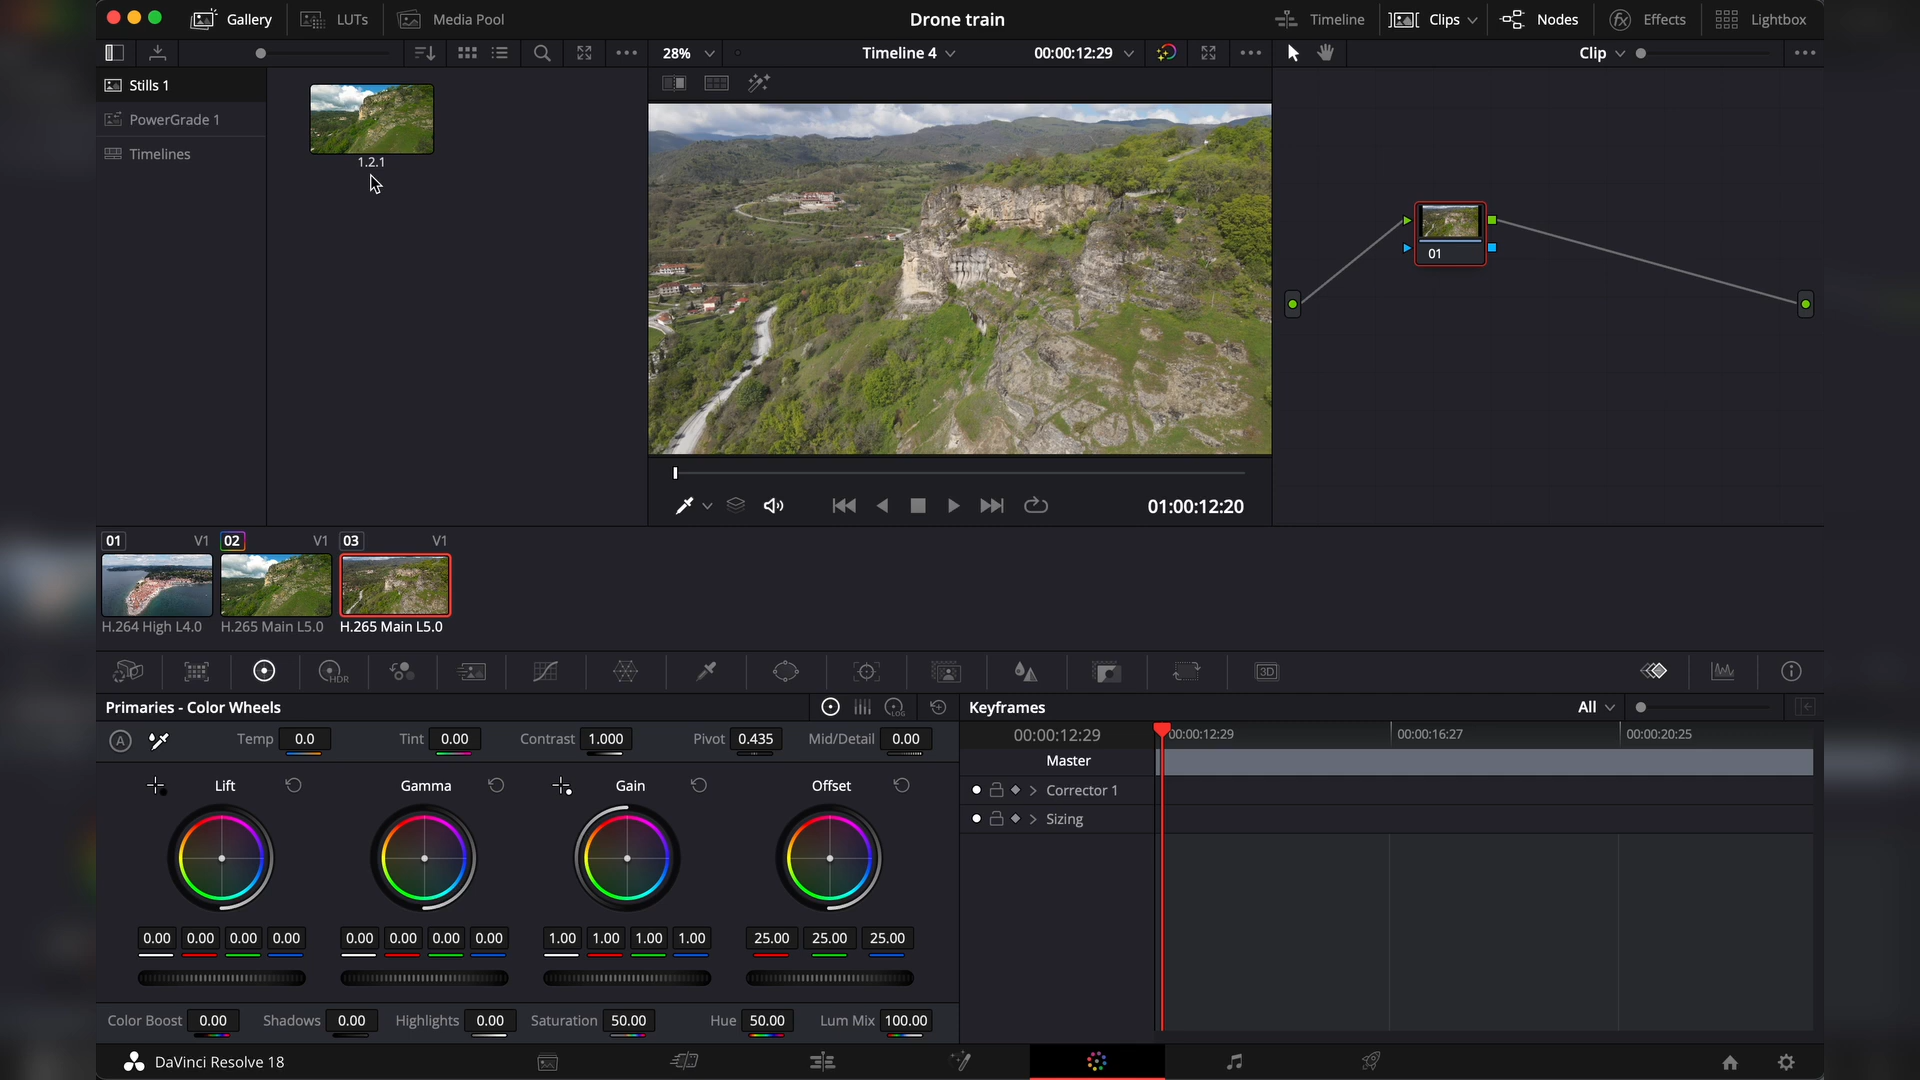 Gallery
LUTs
Media Pool
Drone train
Timeline
Clips
Nodes
Effects
Lightbox
28%
Timeline 4
00:00:12:29
Clip
Stills 1
PowerGrade 1
Timelines
1.2.1
01
01:00:12:20
01 V1
02 V1
03 V1
H.264 High L4.0
H.265 Main L5.0
H.265 Main L5.0
HDR
3D
Primaries - Color Wheels
LOG
Keyframes
All
A
Temp 0.0
Tint 0.00
Contrast 1.000
Pivot 0.435
Mid/Detail 0.00
00:00:12:29
00:00:12:29
00:00:16:27
00:00:20:25
Master
Corrector 1
Sizing
Lift
Gamma
Gain
Offset
0.00 0.00 0.00 0.00
0.00 0.00 0.00 0.00
1.00 1.00 1.00 1.00
25.00 25.00 25.00
Color Boost 0.00
Shadows 0.00
Highlights 0.00
Saturation 50.00
Hue 50.00
Lum Mix 100.00
DaVinci Resolve 18